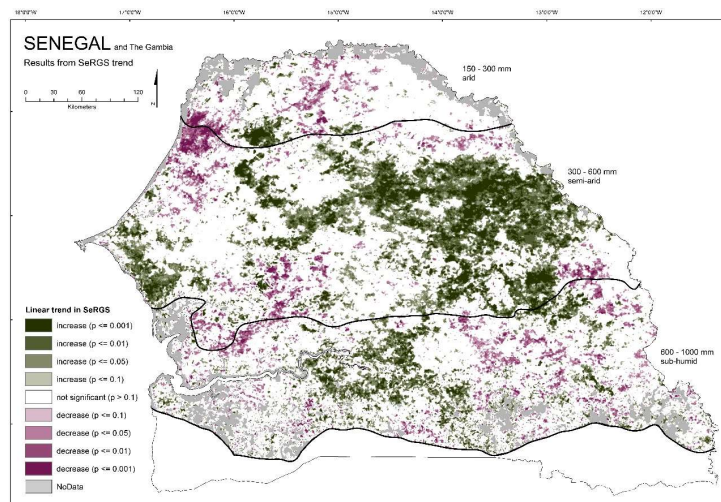 18°0'0"W 17°0'0"W 16°0'0"W 15°0'0"W 14°0'0"W 13°0'0"W 12°0'0"W
SENEGAL and The Gambia
Results from SeRGS trend
0 30 60 120
Kilometers
N
150 - 300 mm
arid
300 - 600 mm
semi-arid
600 - 1000 mm
sub-humid
Linear trend in SeRGS
increase (p <= 0.001)
increase (p <= 0.01)
increase (p <= 0.05)
increase (p <= 0.1)
not significant (p > 0.1)
decrease (p <= 0.1)
decrease (p <= 0.05)
decrease (p <= 0.01)
decrease (p <= 0.001)
NoData